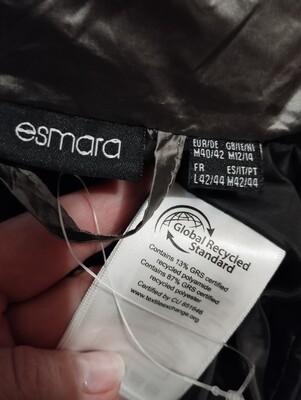 esmara
EUR/DE GB/IE/NI
M40/42 M12/14
FR ES/IT/PT
L42/44 M42/44
Global Recycled
Standard
Contains 13% GRS certified
recycled polyamide
Contains 87% GRS certified
recycled polyester
Certified by CU 851646
www.textilee
xchange.org